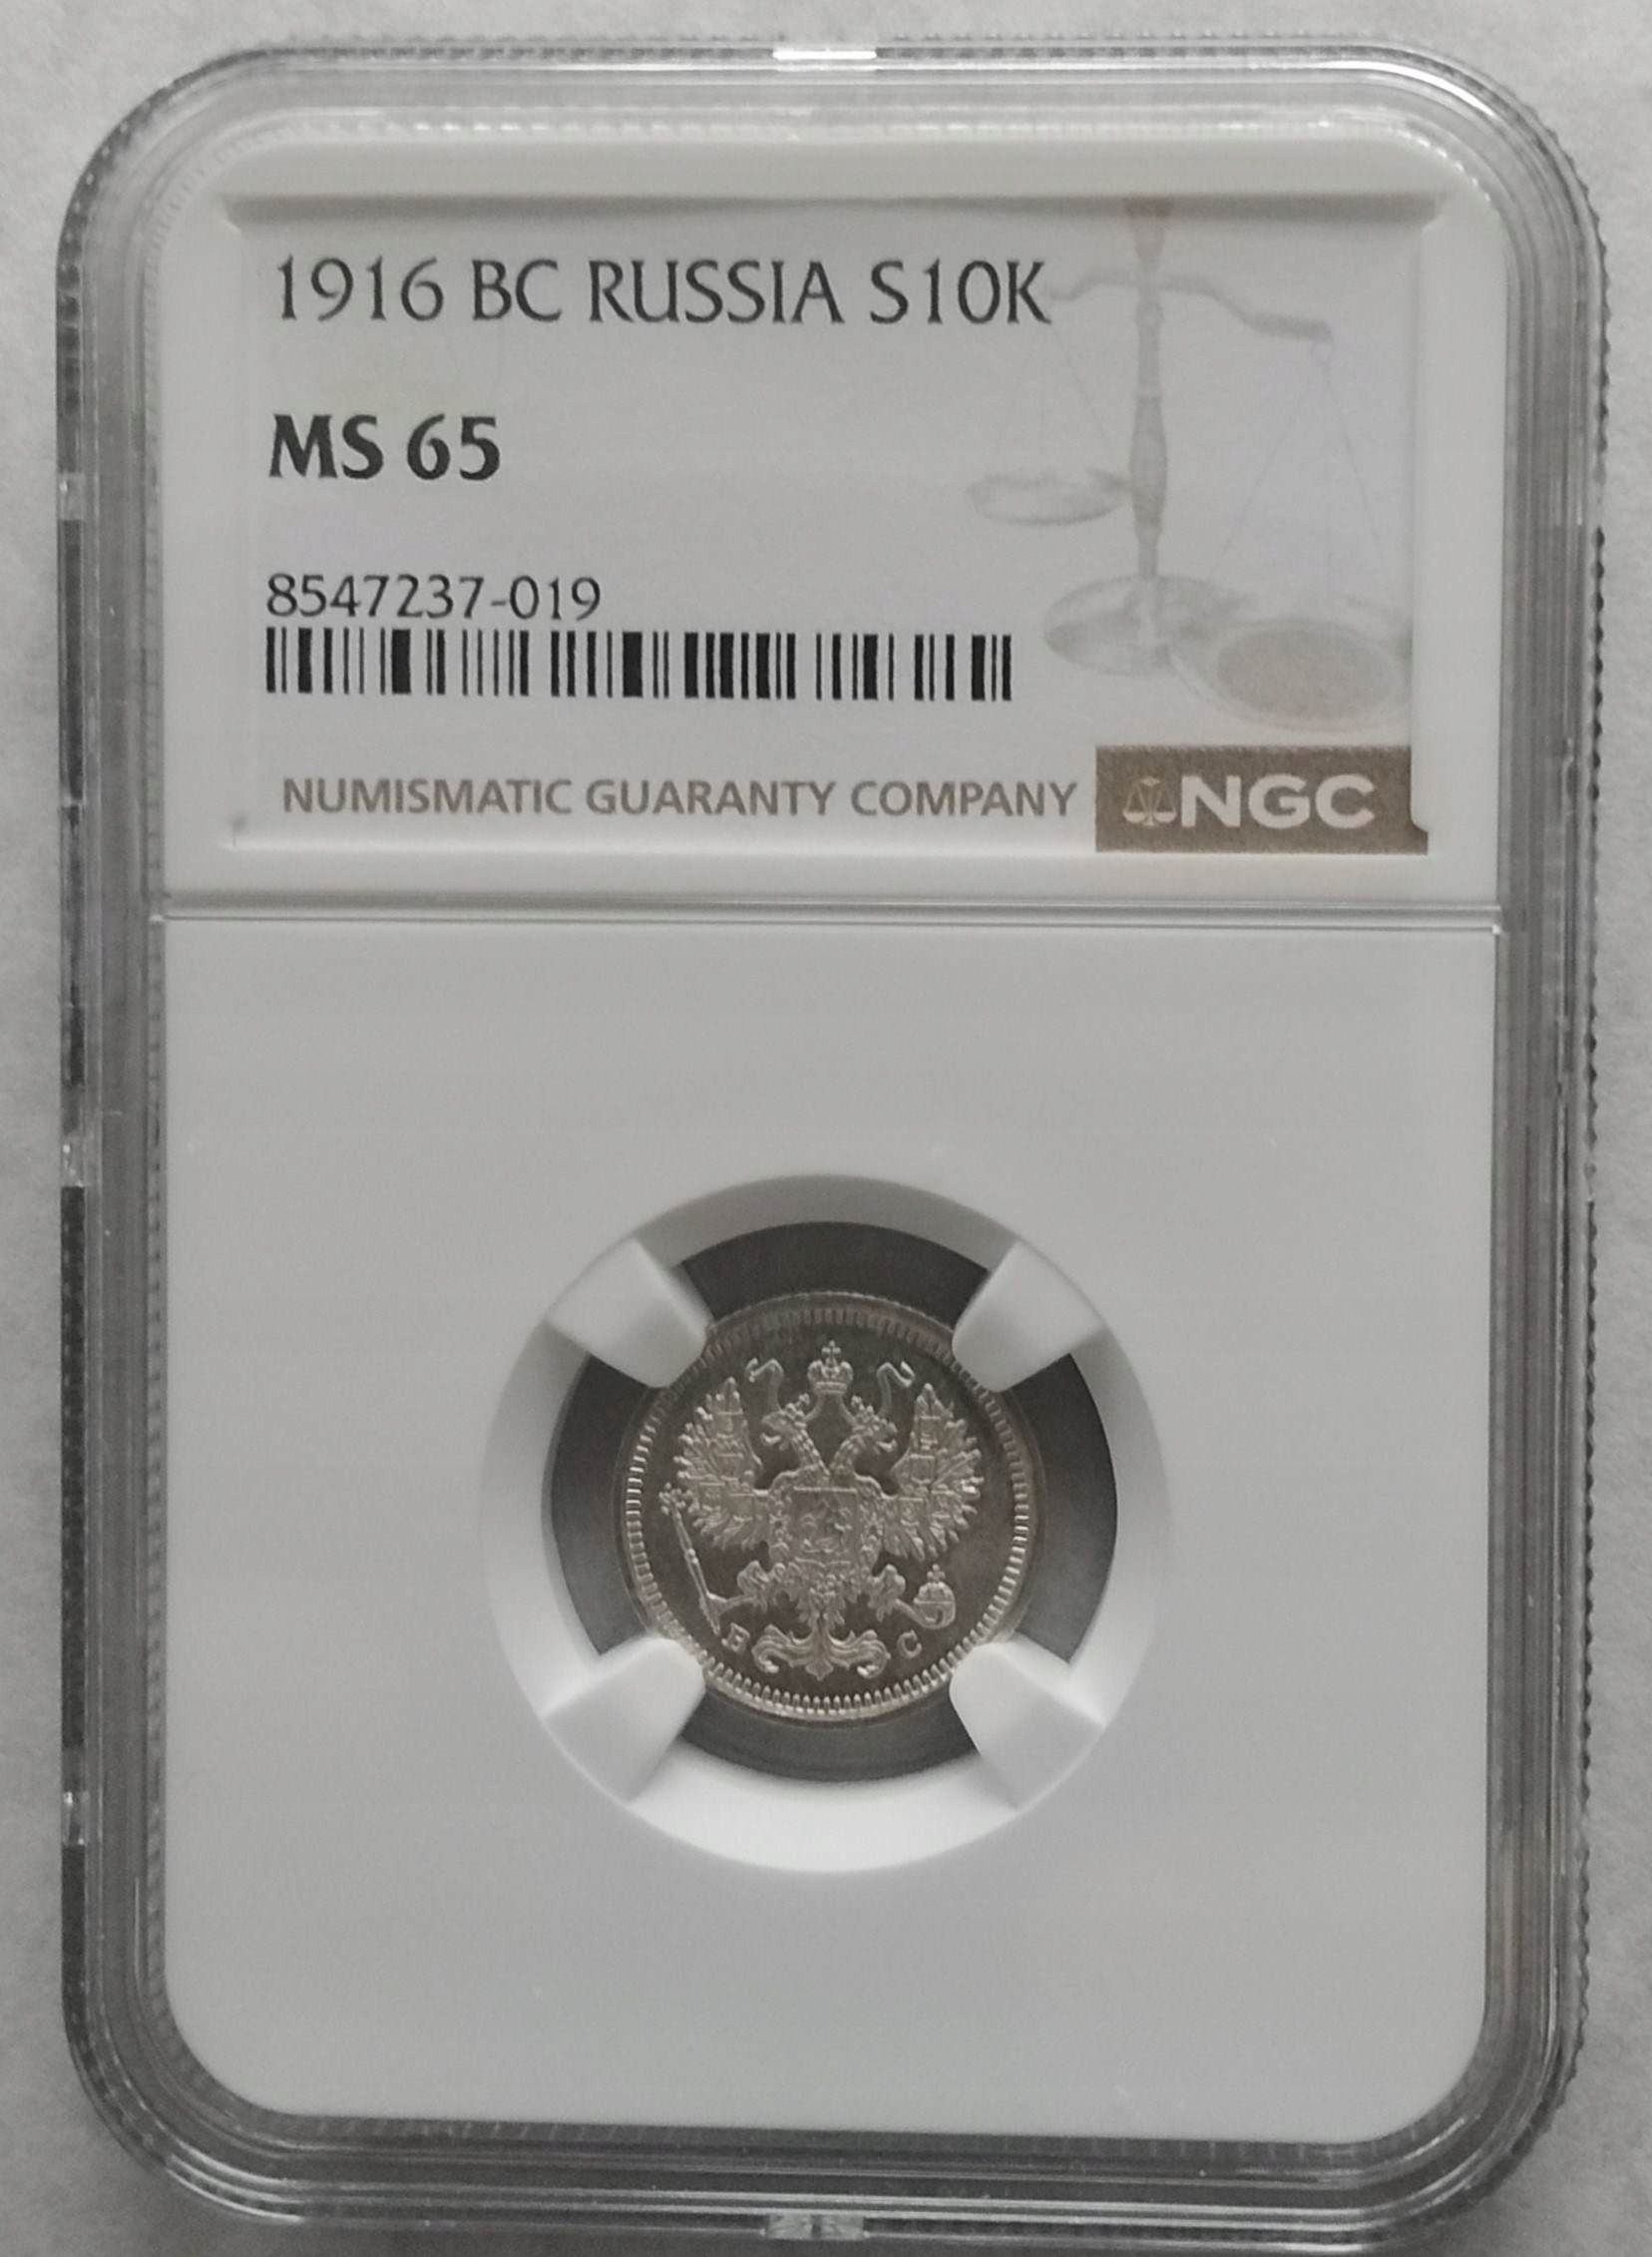 1916 BC RUSSIA S10K
MS 65
8547237-019
NUMISMATIC GUARANTY COMPANY NGC
В С